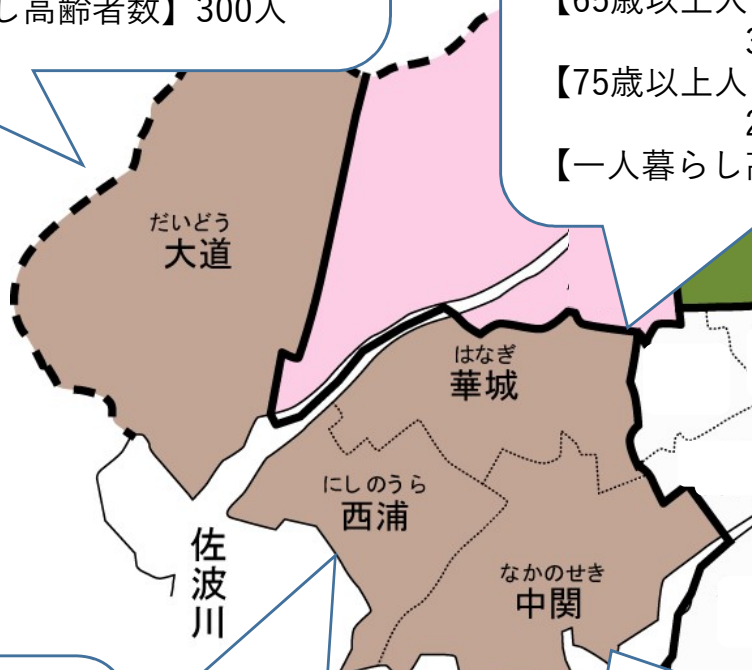 し高齢者数】300人
【65歳以上人
3
【75歳以上人
2
【一人暮らし高
だいどう
大道
はなぎ
華城
にしのうら
西浦
なかのせき
中関
佐波川